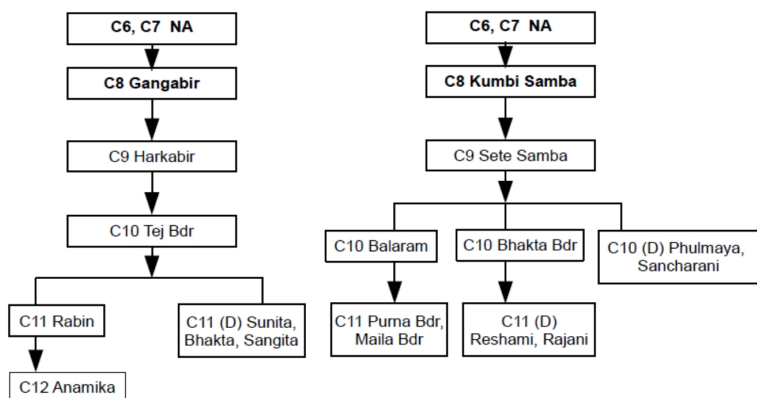 C6, C7 NA
C8 Gangabir
C9 Harkabir
C10 Tej Bdr
C11 Rabin
C11 (D) Sunita,
Bhakta, Sangita
C12 Anamika
C6, C7 NA
C8 Kumbi Samba
C9 Sete Samba
C10 Balaram
C10 Bhakta Bdr
C10 (D) Phulmaya,
Sancharani
C11 Purna Bdr,
Maila Bdr
C11 (D)
Reshami, Rajani